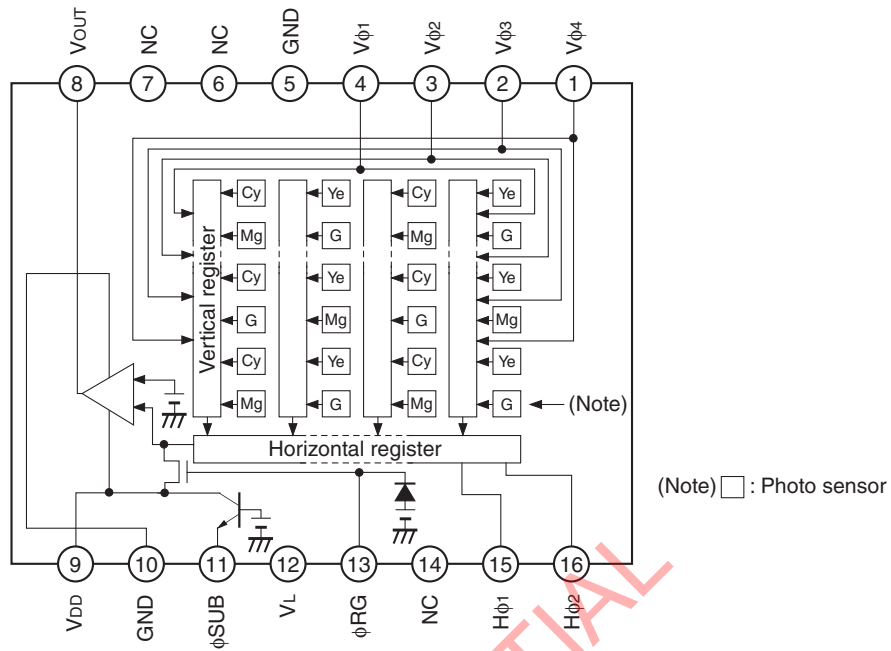 VOUT NC NC GND Vϕ1 Vϕ2 Vϕ3 Vϕ4
8 7 6 5 4 3 2 1
Vertical register
Cy Ye Cy Ye
Mg G Mg G
Cy Ye Cy Ye
G Mg G Mg
Cy Ye Cy Ye
Mg G Mg G (Note)
Horizontal register
(Note) : Photo sensor
9 10 11 12 13 14 15 16
VDD GND ϕSUB VL ϕRG NC Hϕ1 Hϕ2
TIAL